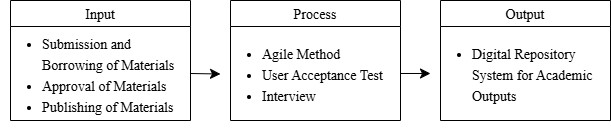 Input
• Submission and
Borrowing of Materials
• Approval of Materials
• Publishing of Materials
Process
• Agile Method
• User Acceptance Test
• Interview
Output
• Digital Repository
System for Academic
Outputs